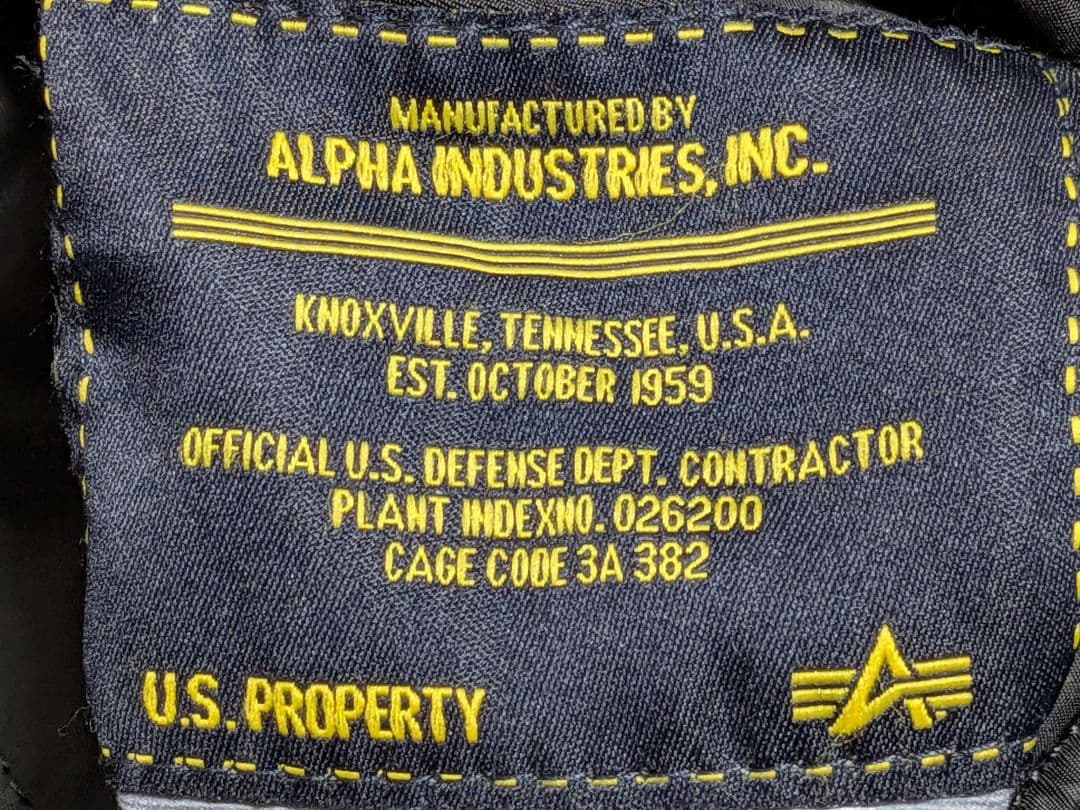 MANUFACTURED BY
ALPHA INDUSTRIES, INC.
KNOXVILLE, TENNESSEE, U.S.A.
EST. OCTOBER 1959
OFFICIAL U.S. DEFENSE DEPT. CONTRACTOR
PLANT INDEXNO. 026200
CAGE CODE 3A 382
U.S. PROPERTY